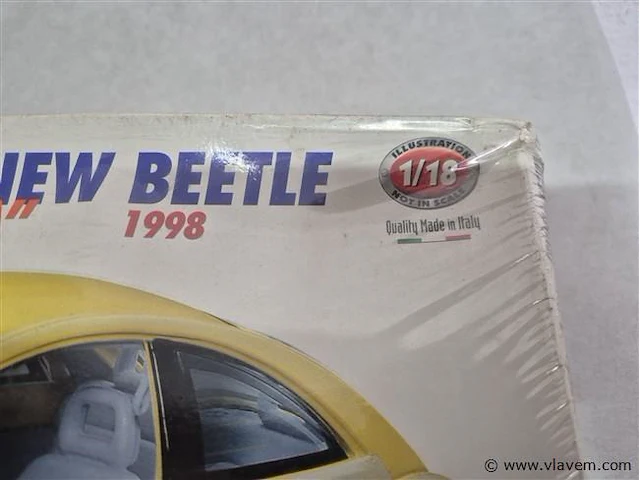 NEW BEETLE
1998
ILLUSTRATION
1/18
NOT IN SCALE
Quality Made in Italy
© www.vlavem.com